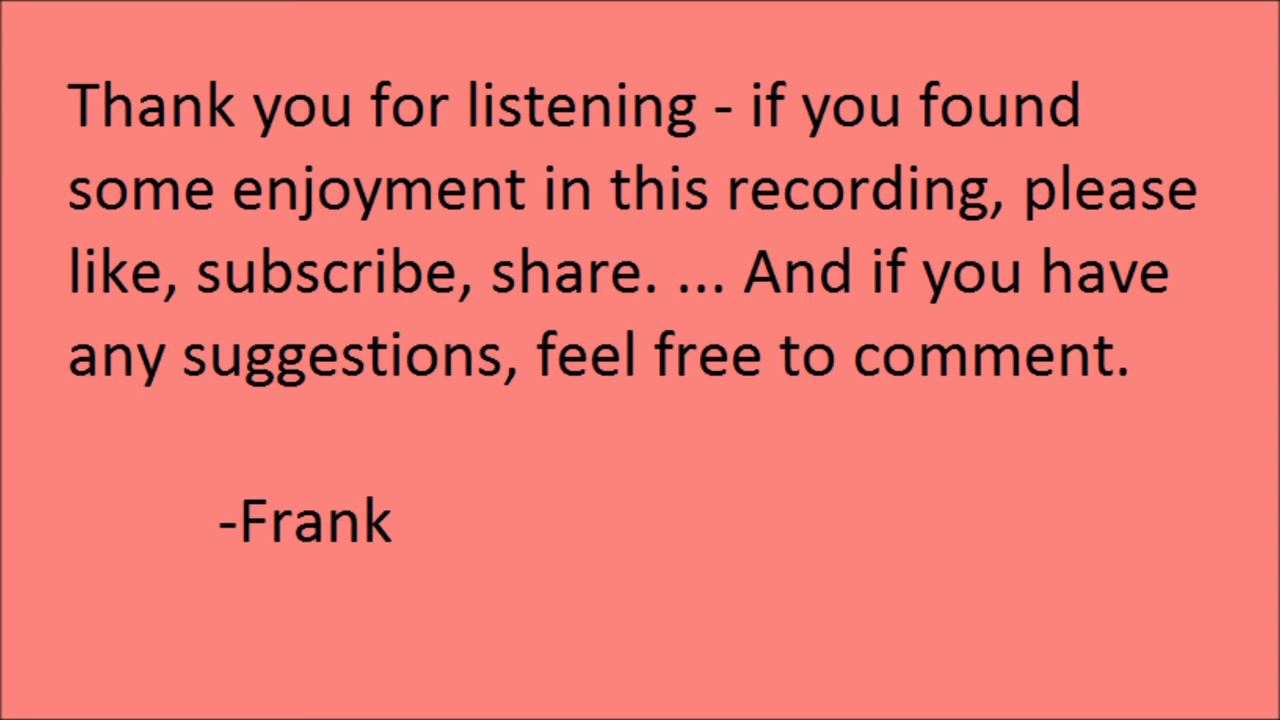 Thank you for listening - if you found
some enjoyment in this recording, please
like, subscribe, share. ... And if you have
any suggestions, feel free to comment.
-Frank